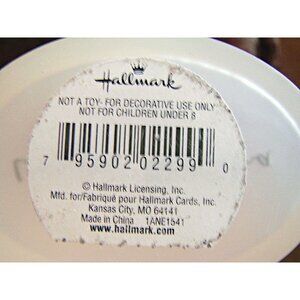 Hallmark
NOT A TOY- FOR DECORATIVE USE ONLY
NOT FOR CHILDREN UNDER 8
7 95902 02299 0
© Hallmark Licensing, Inc.
Mfd. for/Fabriqué pour Hallmark Cards, Inc.
Kansas City, MO 64141
Made in China 1ANE1541
www.hallmark.com